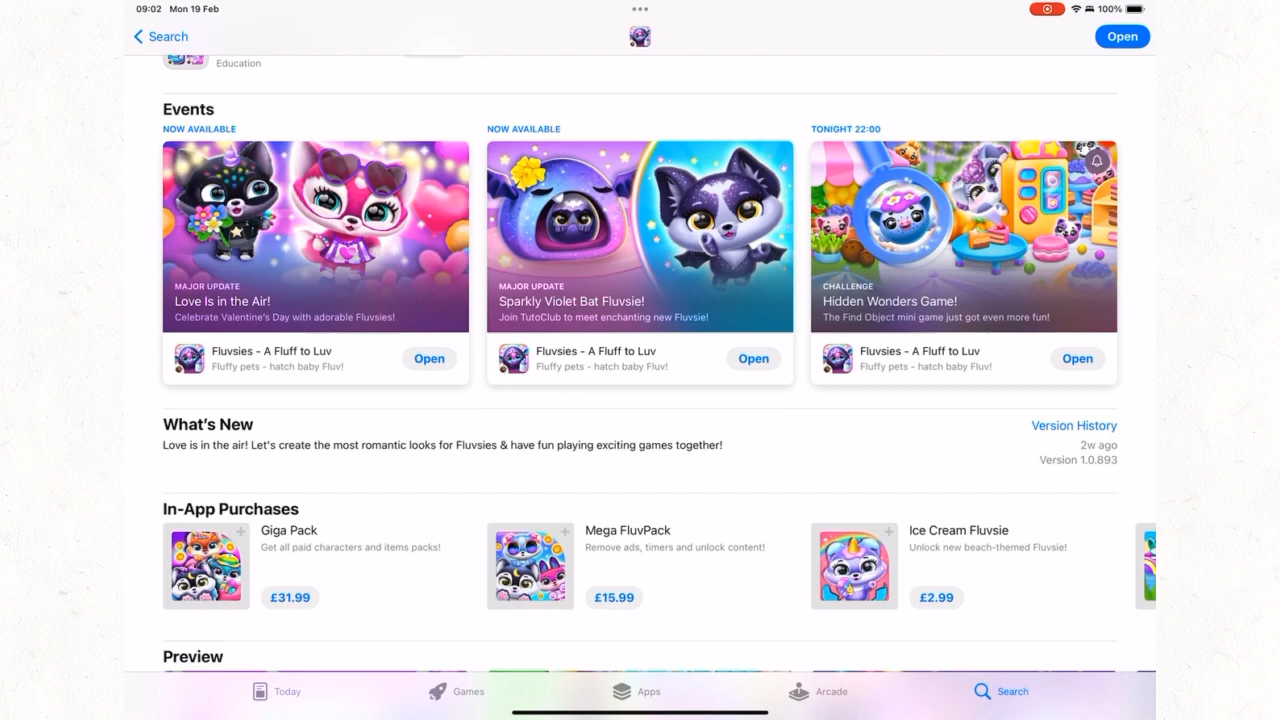 09:02 Mon 19 Feb
100%
Search
Open
Education
Events
NOW AVAILABLE
MAJOR UPDATE
Love Is in the Air!
Celebrate Valentine's Day with adorable Fluvsies!
Fluvsies - A Fluff to Luv
Fluffy pets - hatch baby Fluv!
Open
NOW AVAILABLE
MAJOR UPDATE
Sparkly Violet Bat Fluvsie!
Join TutoClub to meet enchanting new Fluvsie!
Fluvsies - A Fluff to Luv
Fluffy pets - hatch baby Fluv!
Open
TONIGHT 22:00
CHALLENGE
Hidden Wonders Game!
The Find Object mini game just got even more fun!
Fluvsies - A Fluff to Luv
Fluffy pets - hatch baby Fluv!
Open
What's New
Version History
Love is in the air! Let's create the most romantic looks for Fluvsies & have fun playing exciting games together!
2w ago
Version 1.0.893
In-App Purchases
Giga Pack
Get all paid characters and items packs!
£31.99
Mega FluvPack
Remove ads, timers and unlock content!
£15.99
Ice Cream Fluvsie
Unlock new beach-themed Fluvsie!
£2.99
Preview
Today
Games
Apps
Arcade
Search